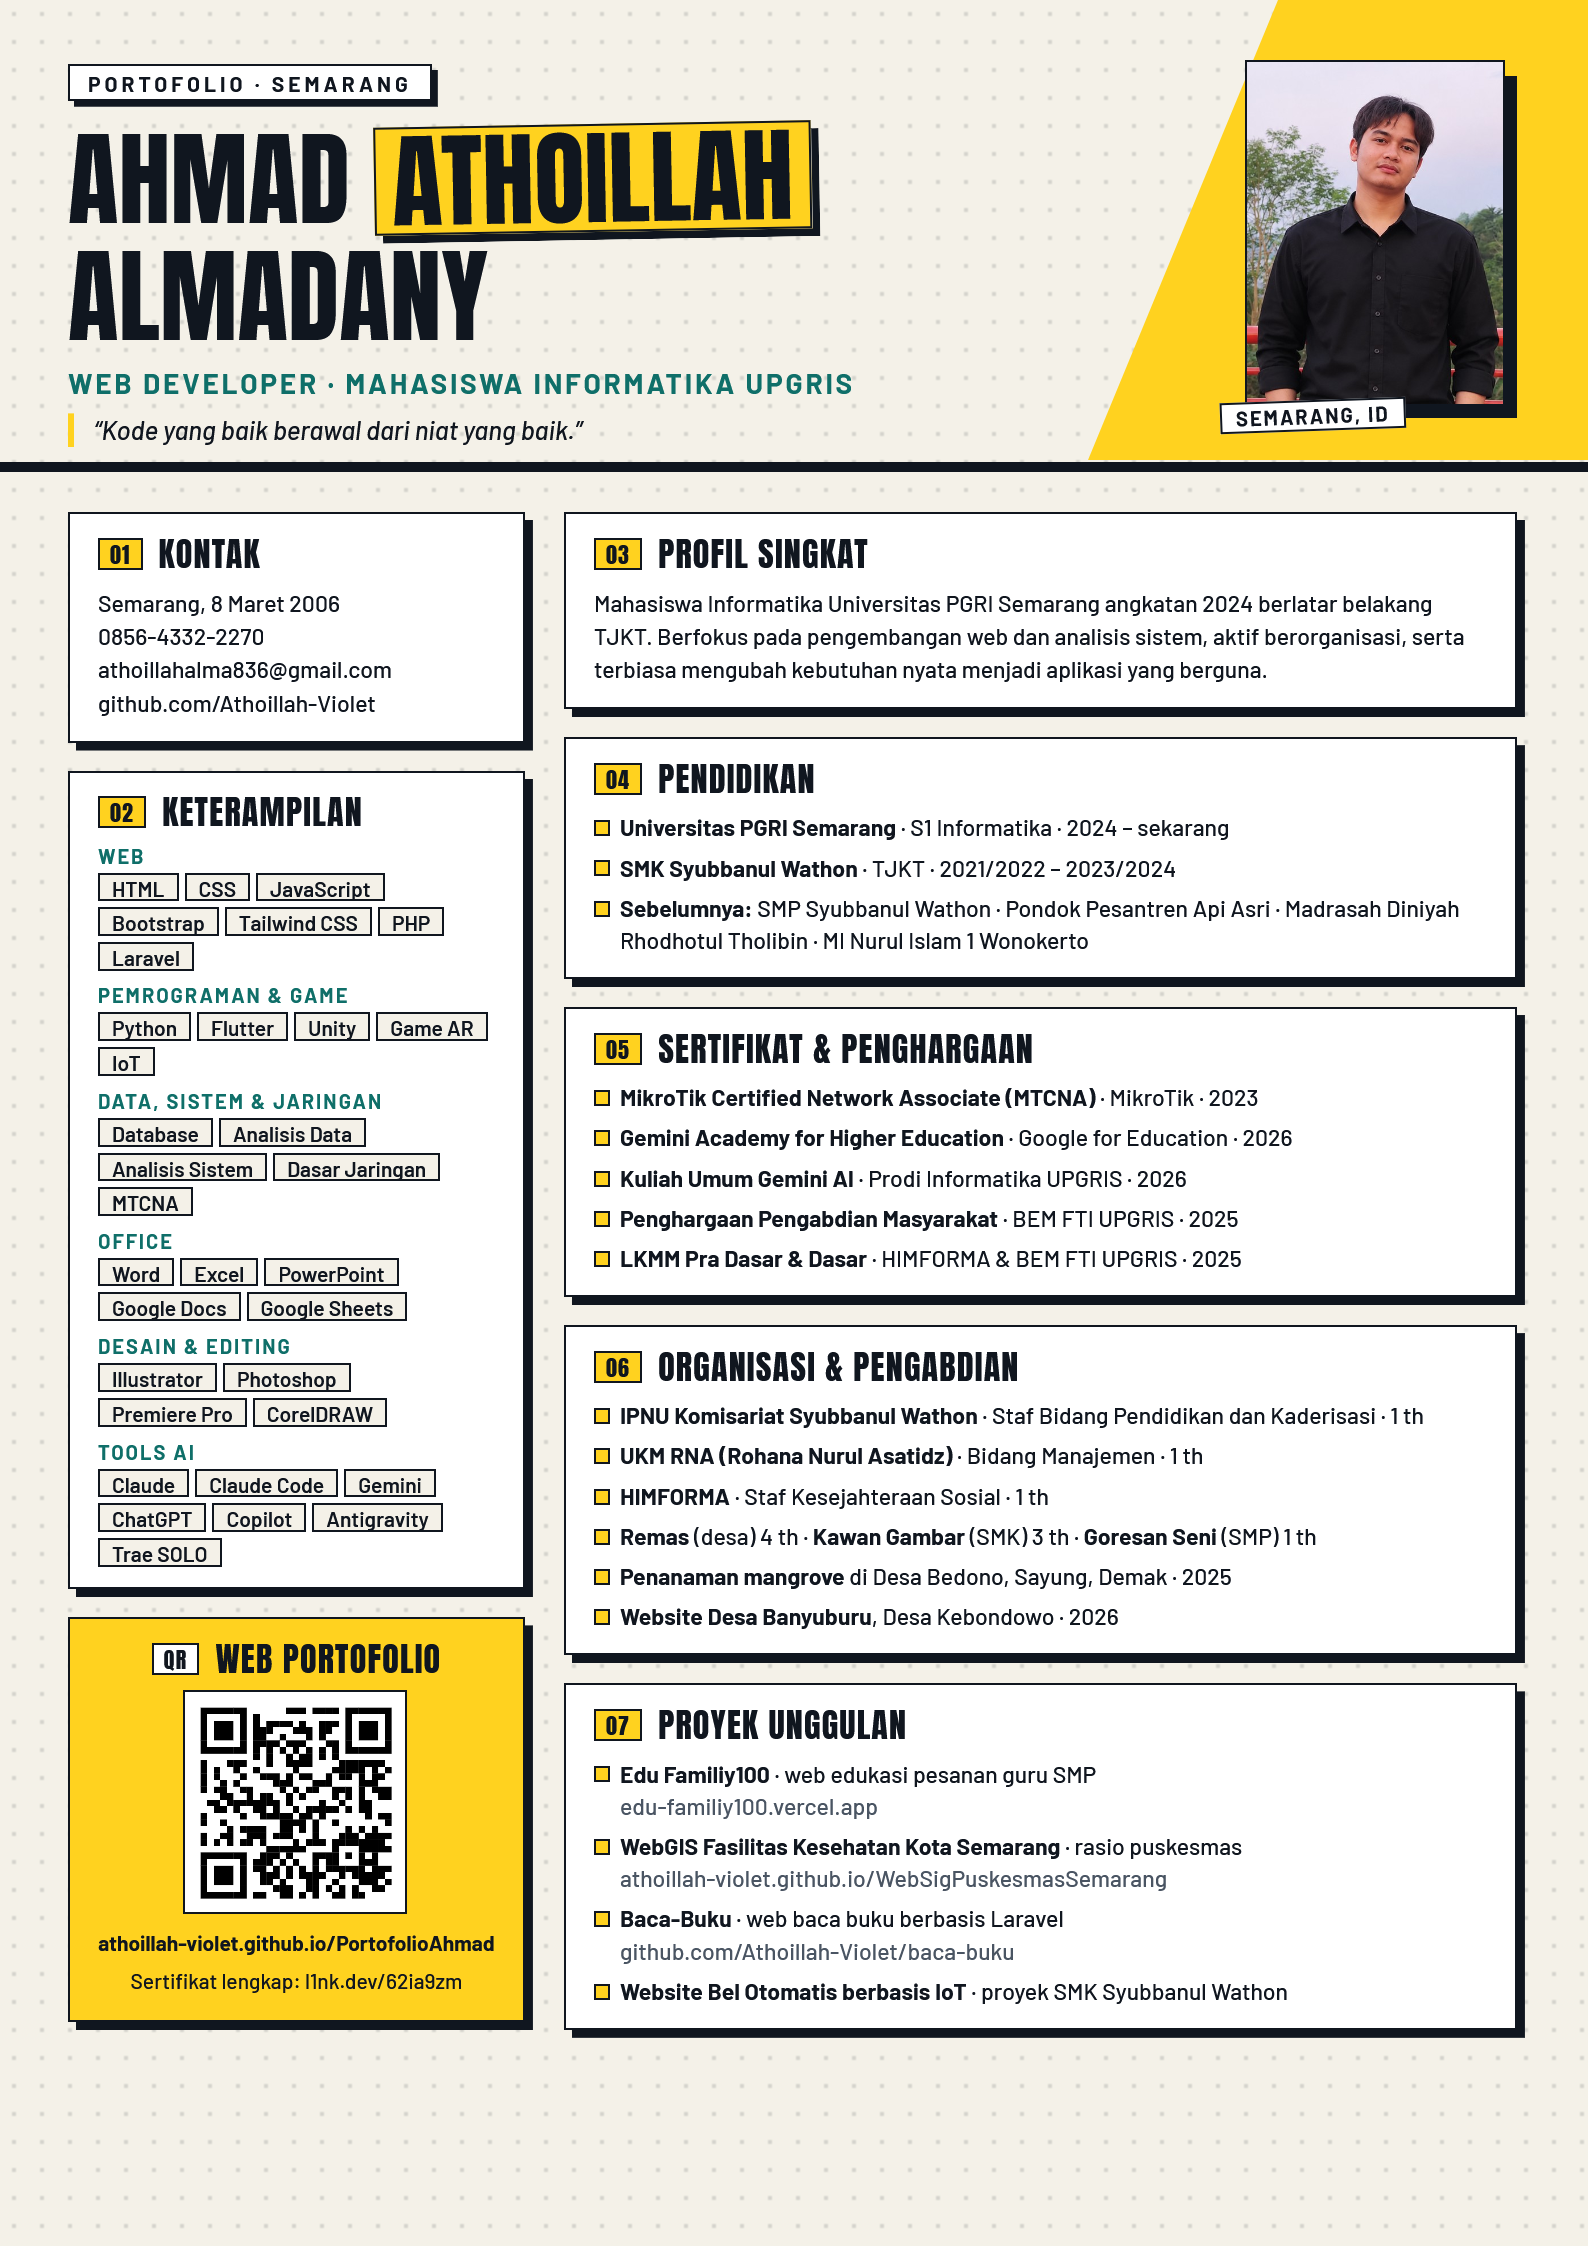 PORTOFOLIO · SEMARANG
AHMAD ATHOILLAH
ALMADANY
WEB DEVELOPER · MAHASISWA INFORMATIKA UPGRIS
“Kode yang baik berawal dari niat yang baik.”
SEMARANG, ID
01 KONTAK
Semarang, 8 Maret 2006
0856-4332-2270
athoillahalma836@gmail.com
github.com/Athoillah-Violet
02 KETERAMPILAN
WEB
HTML CSS JavaScript
Bootstrap Tailwind CSS PHP
Laravel
PEMROGRAMAN & GAME
Python Flutter Unity Game AR
IoT
DATA, SISTEM & JARINGAN
Database Analisis Data
Analisis Sistem Dasar Jaringan
MTCNA
OFFICE
Word Excel PowerPoint
Google Docs Google Sheets
DESAIN & EDITING
Illustrator Photoshop
Premiere Pro CorelDRAW
TOOLS AI
Claude Claude Code Gemini
ChatGPT Copilot Antigravity
Trae SOLO
QR WEB PORTOFOLIO
athoillah-violet.github.io/PortofolioAhmad
Sertifikat lengkap: l1nk.dev/62ia9zm
03 PROFIL SINGKAT
Mahasiswa Informatika Universitas PGRI Semarang angkatan 2024 berlatar belakang
TJKT. Berfokus pada pengembangan web dan analisis sistem, aktif berorganisasi, serta
terbiasa mengubah kebutuhan nyata menjadi aplikasi yang berguna.
04 PENDIDIKAN
Universitas PGRI Semarang · S1 Informatika · 2024 – sekarang
SMK Syubbanul Wathon · TJKT · 2021/2022 – 2023/2024
Sebelumnya: SMP Syubbanul Wathon · Pondok Pesantren Api Asri · Madrasah Diniyah
Rhodhotul Tholibin · MI Nurul Islam 1 Wonokerto
05 SERTIFIKAT & PENGHARGAAN
MikroTik Certified Network Associate (MTCNA) · MikroTik · 2023
Gemini Academy for Higher Education · Google for Education · 2026
Kuliah Umum Gemini AI · Prodi Informatika UPGRIS · 2026
Penghargaan Pengabdian Masyarakat · BEM FTI UPGRIS · 2025
LKMM Pra Dasar & Dasar · HIMFORMA & BEM FTI UPGRIS · 2025
06 ORGANISASI & PENGABDIAN
IPNU Komisariat Syubbanul Wathon · Staf Bidang Pendidikan dan Kaderisasi · 1 th
UKM RNA (Rohana Nurul Asatidz) · Bidang Manajemen · 1 th
HIMFORMA · Staf Kesejahteraan Sosial · 1 th
Remas (desa) 4 th · Kawan Gambar (SMK) 3 th · Goresan Seni (SMP) 1 th
Penanaman mangrove di Desa Bedono, Sayung, Demak · 2025
Website Desa Banyuburu, Desa Kebondowo · 2026
07 PROYEK UNGGULAN
Edu Familiy100 · web edukasi pesanan guru SMP
edu-familiy100.vercel.app
WebGIS Fasilitas Kesehatan Kota Semarang · rasio puskesmas
athoillah-violet.github.io/WebSigPuskesmasSemarang
Baca-Buku · web baca buku berbasis Laravel
github.com/Athoillah-Violet/baca-buku
Website Bel Otomatis berbasis IoT · proyek SMK Syubbanul Wathon